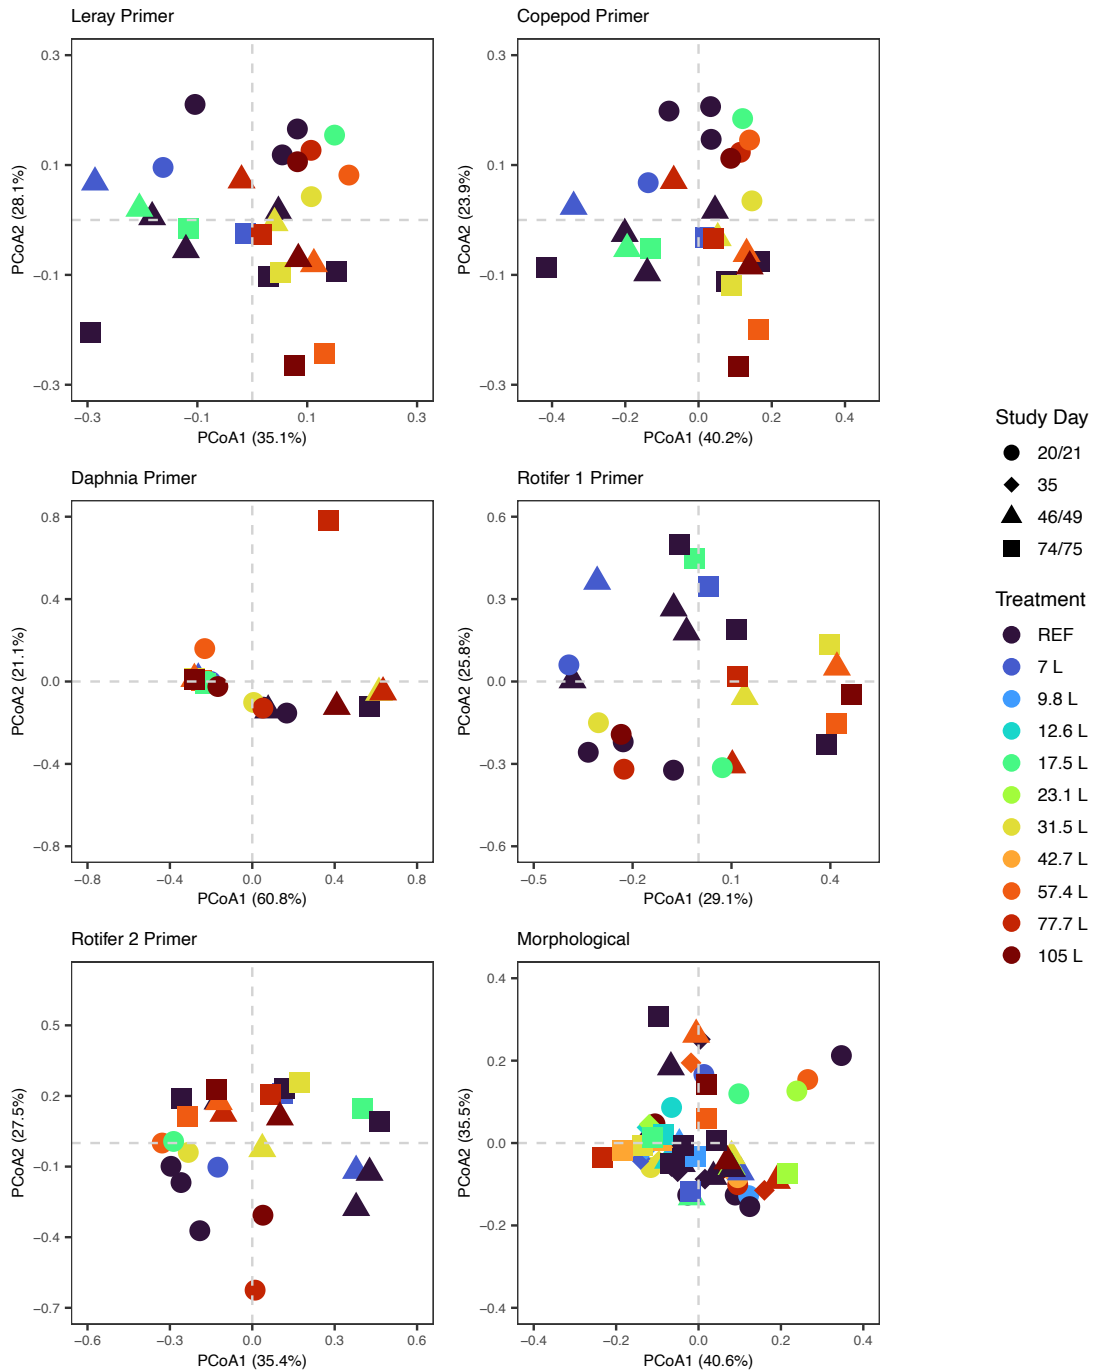 Leray Primer
0.3
0.1
−0.1
−0.3
PCoA2 (28.1%)
−0.3
−0.1
0.1
0.3
PCoA1 (35.1%)
Copepod Primer
0.3
0.1
−0.1
−0.3
PCoA2 (23.9%)
−0.4
−0.2
0.0
0.2
0.4
PCoA1 (40.2%)
Daphnia Primer
0.8
0.4
0.0
−0.4
−0.8
PCoA2 (21.1%)
−0.8
−0.4
0.0
0.4
0.8
PCoA1 (60.8%)
Rotifer 1 Primer
0.6
0.3
0.0
−0.3
−0.6
PCoA2 (25.8%)
−0.5
−0.2
0.1
0.4
PCoA1 (29.1%)
Rotifer 2 Primer
0.5
0.2
−0.1
−0.4
−0.7
PCoA2 (27.5%)
−0.6
−0.3
0.0
0.3
0.6
PCoA1 (35.4%)
Morphological
0.4
0.2
0.0
−0.2
−0.4
PCoA2 (35.5%)
−0.4
−0.2
0.0
0.2
0.4
PCoA1 (40.6%)
Study Day
20/21
35
46/49
74/75
Treatment
REF
7 L
9.8 L
12.6 L
17.5 L
23.1 L
31.5 L
42.7 L
57.4 L
77.7 L
105 L